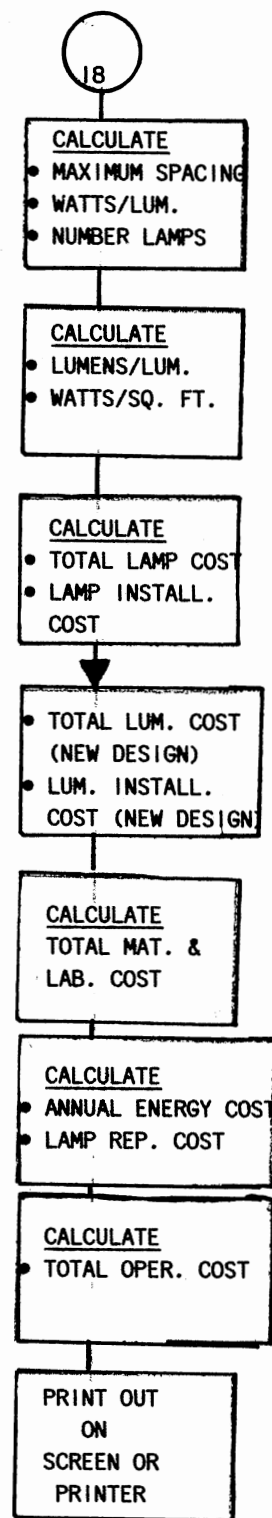 18
CALCULATE
• MAXIMUM SPACING
• WATTS/LUM.
• NUMBER LAMPS
CALCULATE
• LUMENS/LUM.
• WATTS/SQ. FT.
CALCULATE
• TOTAL LAMP COST
• LAMP INSTALL.
COST
• TOTAL LUM. COST
(NEW DESIGN)
• LUM. INSTALL.
COST (NEW DESIGN)
CALCULATE
TOTAL MAT. &
LAB. COST
CALCULATE
• ANNUAL ENERGY COST
• LAMP REP. COST
CALCULATE
• TOTAL OPER. COST
PRINT OUT
ON
SCREEN OR
PRINTER